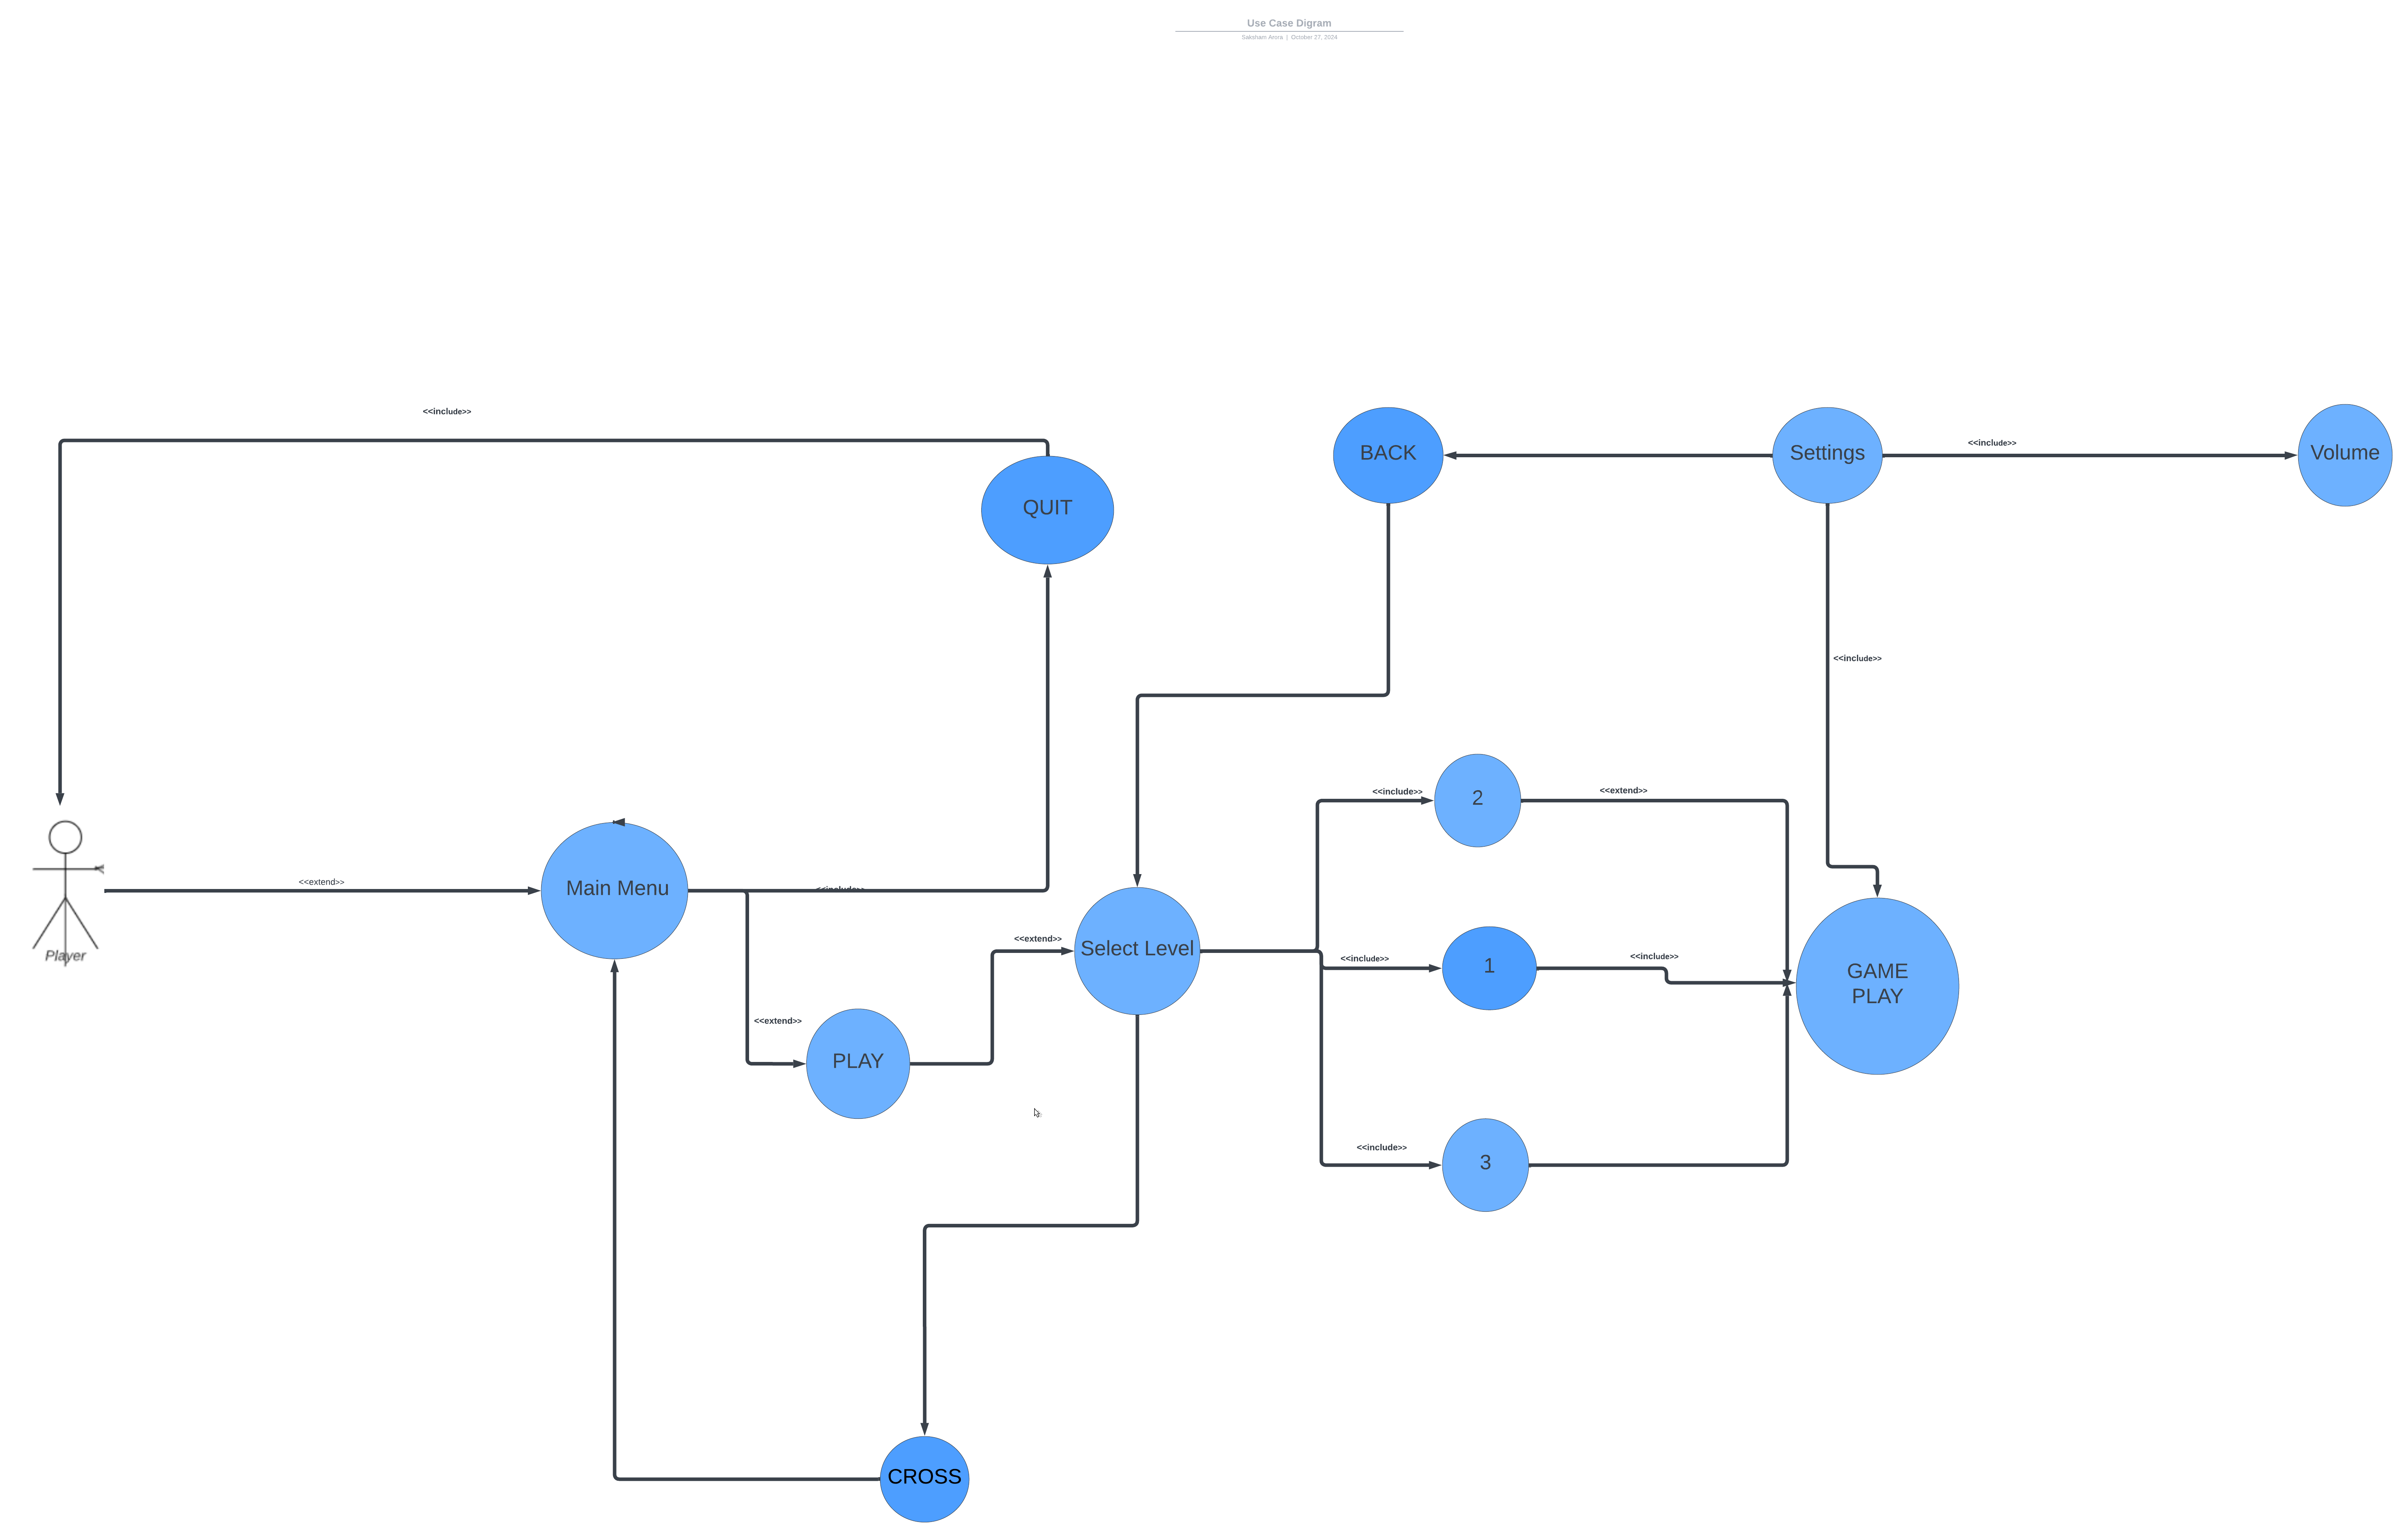 Use Case Digram
Saksham Arora | October 27, 2024
<<include>>
<<include>>
BACK
Settings
Volume
QUIT
<<include>>
<<include>>
2
<<extend>>
<<extend>>
Main Menu
<<include>>
<<extend>>
Select Level
<<include>>
1
<<include>>
Player
GAME
PLAY
<<extend>>
PLAY
<<include>>
3
CROSS